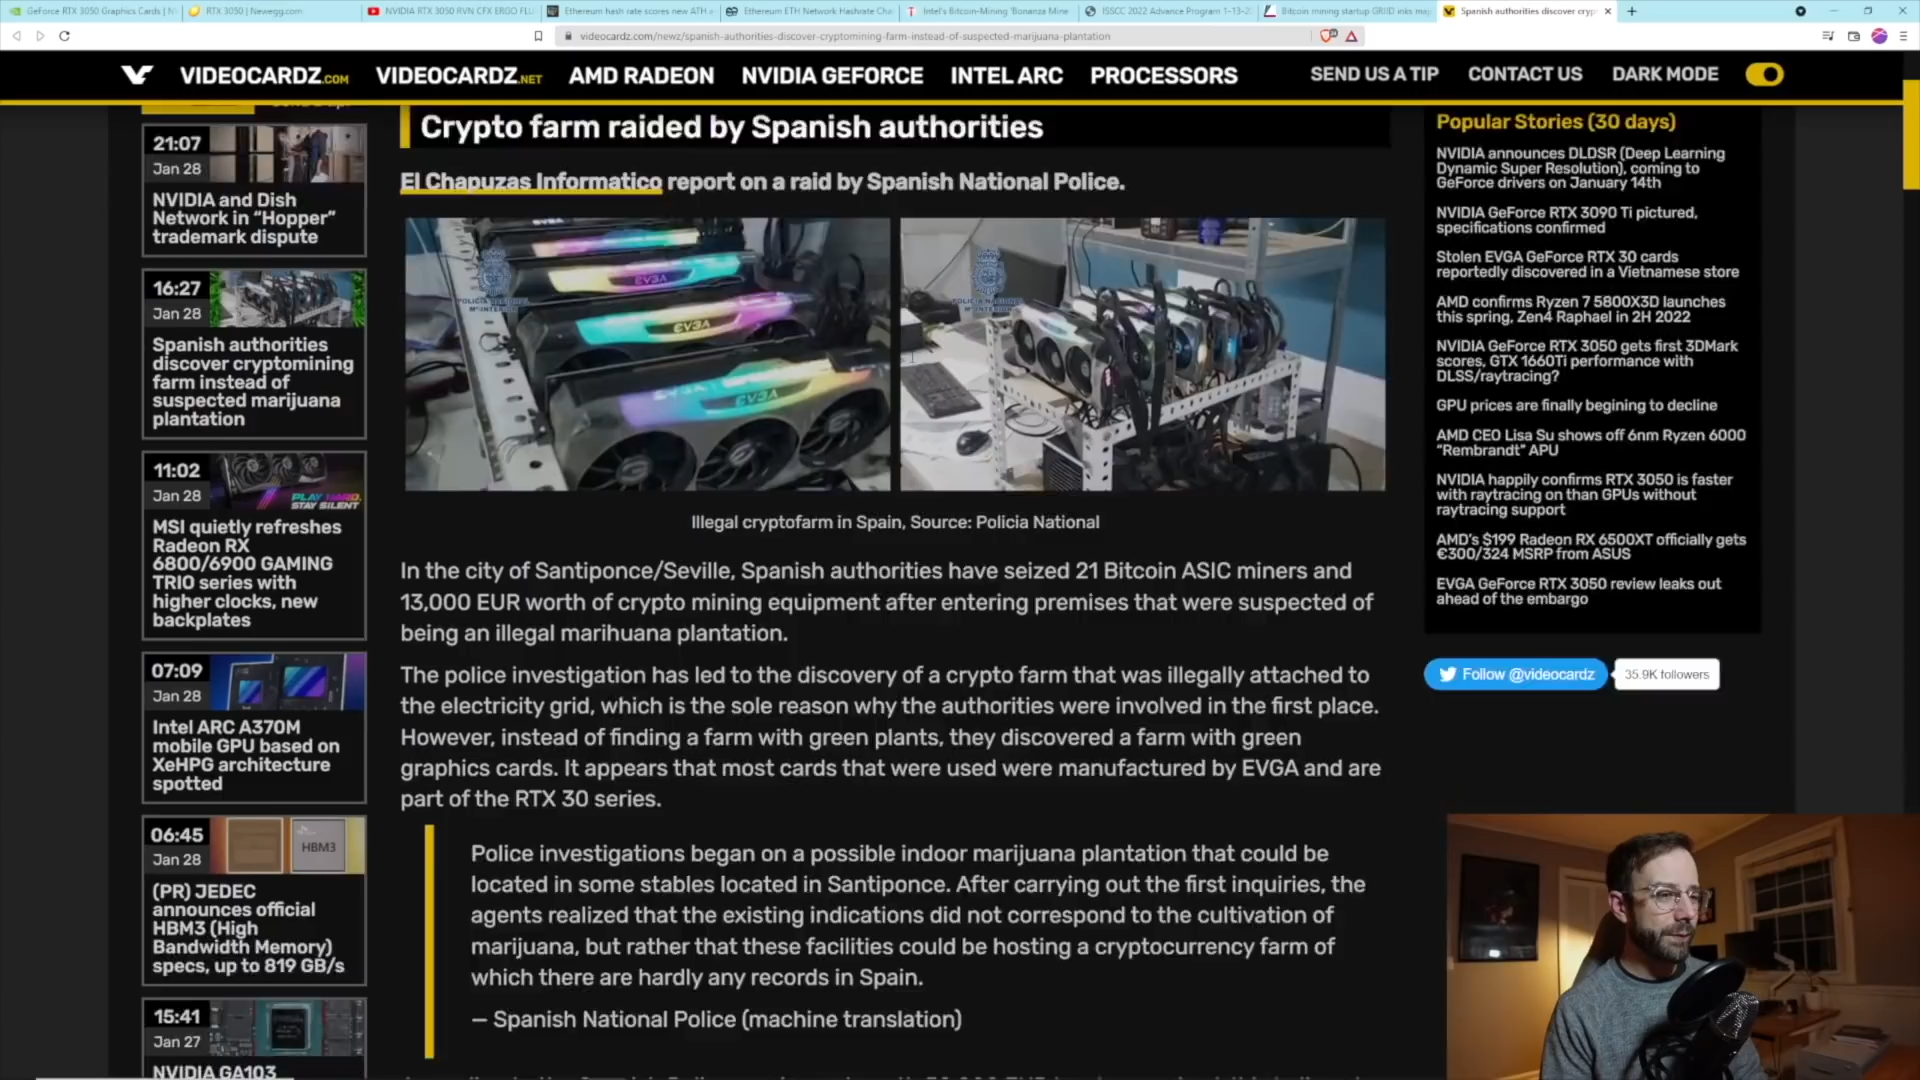 GeForce RTX 3050 Graphics Cards | N
RTX 3050 | Newegg.com
NVIDIA RTX 3050 RVN CFX ERGO FLU
Ethereum hash rate scores new ATH a
Ethereum ETH Network Hashrate Cha
Intel's Bitcoin-Mining 'Bonanza Mine
ISSCC 2022 Advance Program 1-13-2
Bitcoin mining startup GRIID inks maj
Spanish authorities discover cryp
videocardz.com/newz/spanish-authorities-discover-cryptomining-farm-instead-of-suspected-marijuana-plantation
VIDEOCARDZ.COM
VIDEOCARDZ.NET
AMD RADEON
NVIDIA GEFORCE
INTEL ARC
PROCESSORS
SEND US A TIP
CONTACT US
DARK MODE
21:07
Jan 28
NVIDIA and Dish
Network in “Hopper”
trademark dispute
16:27
Jan 28
Spanish authorities
discover cryptomining
farm instead of
suspected marijuana
plantation
11:02
Jan 28
PLAY HARD.
STAY SILENT
MSI quietly refreshes
Radeon RX
6800/6900 GAMING
TRIO series with
higher clocks, new
backplates
07:09
Jan 28
Intel ARC A370M
mobile GPU based on
XeHPG architecture
spotted
06:45
Jan 28
HBM3
(PR) JEDEC
announces official
HBM3 (High
Bandwidth Memory)
specs, up to 819 GB/s
15:41
Jan 27
NVIDIA GA103
Crypto farm raided by Spanish authorities
El Chapuzas Informatico report on a raid by Spanish National Police.
EVGA
EVGA
EVGA
Illegal cryptofarm in Spain, Source: Policia National
In the city of Santiponce/Seville, Spanish authorities have seized 21 Bitcoin ASIC miners and
13,000 EUR worth of crypto mining equipment after entering premises that were suspected of
being an illegal marihuana plantation.
The police investigation has led to the discovery of a crypto farm that was illegally attached to
the electricity grid, which is the sole reason why the authorities were involved in the first place.
However, instead of finding a farm with green plants, they discovered a farm with green
graphics cards. It appears that most cards that were used were manufactured by EVGA and are
part of the RTX 30 series.
Police investigations began on a possible indoor marijuana plantation that could be
located in some stables located in Santiponce. After carrying out the first inquiries, the
agents realized that the existing indications did not correspond to the cultivation of
marijuana, but rather that these facilities could be hosting a cryptocurrency farm of
which there are hardly any records in Spain.
— Spanish National Police (machine translation)
Popular Stories (30 days)
NVIDIA announces DLDSR (Deep Learning
Dynamic Super Resolution), coming to
GeForce drivers on January 14th
NVIDIA GeForce RTX 3090 Ti pictured,
specifications confirmed
Stolen EVGA GeForce RTX 30 cards
reportedly discovered in a Vietnamese store
AMD confirms Ryzen 7 5800X3D launches
this spring, Zen4 Raphael in 2H 2022
NVIDIA GeForce RTX 3050 gets first 3DMark
scores, GTX 1660Ti performance with
DLSS/raytracing?
GPU prices are finally begining to decline
AMD CEO Lisa Su shows off 6nm Ryzen 6000
“Rembrandt” APU
NVIDIA happily confirms RTX 3050 is faster
with raytracing on than GPUs without
raytracing support
AMD's $199 Radeon RX 6500XT officially gets
€300/324 MSRP from ASUS
EVGA GeForce RTX 3050 review leaks out
ahead of the embargo
Follow @videocardz
35.9K followers